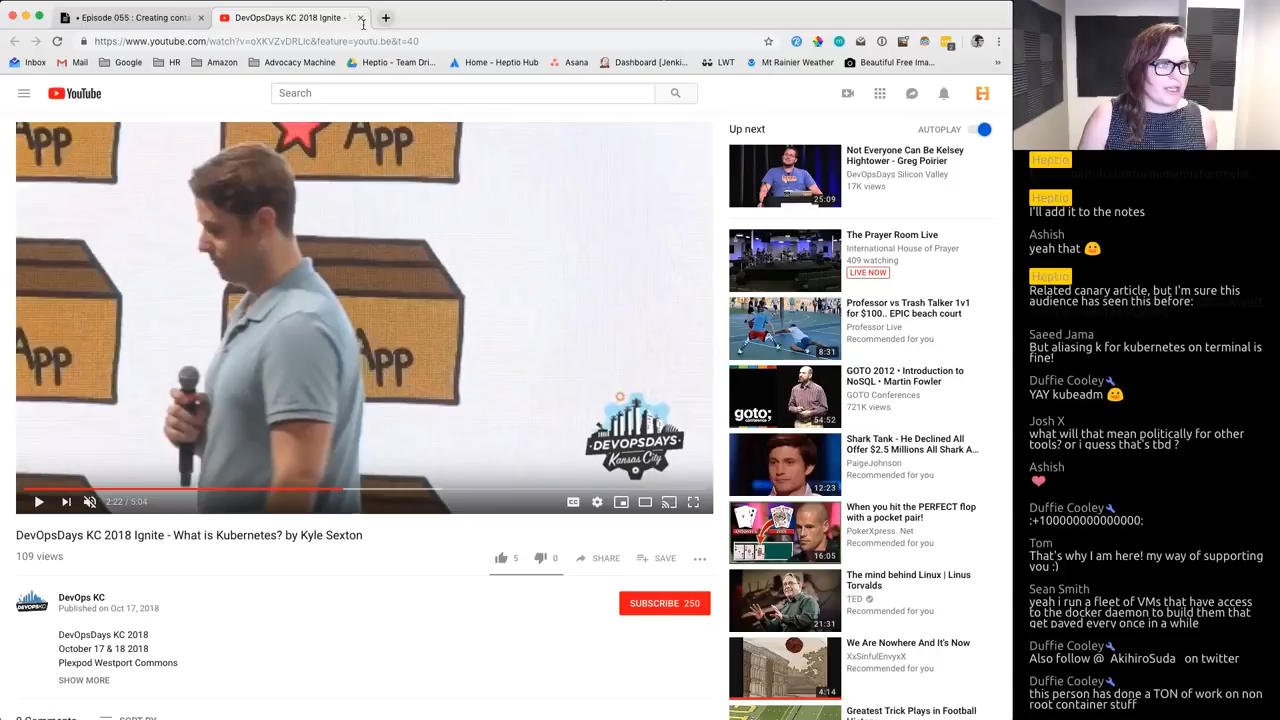 • Episode 055 : Creating conta
DevOpsDays KC 2018 Ignite -
https://www.youtube.com/watch?v=oXKVZvDRLIc&feature=youtu.be&t=40
2
Inbox
Mail
Google
HR
Amazon
Advocacy Machine
Heptio - Team Dri...
Home - Heptio Hub
Asana
Dashboard [Jenki...
LWT
Mt Rainier Weather
Beautiful Free Ima...
»
YouTube
Search
App
App
DEVOPSDAYS
Kansas City
2:22 / 5:04
CC
DevOpsDays KC 2018 Ignite - What is Kubernetes? by Kyle Sexton
109 views
5
0
SHARE
SAVE
DevOps KC
Published on Oct 17, 2018
SUBSCRIBE 250
DevOpsDays KC 2018
October 17 & 18 2018
Plexpod Westport Commons
SHOW MORE
0 Comments
SORT BY
Up next
AUTOPLAY
Not Everyone Can Be Kelsey
Hightower - Greg Poirier
DevOpsDays Silicon Valley
17K views
25:09
The Prayer Room Live
International House of Prayer
409 watching
LIVE NOW
Professor vs Trash Talker 1v1
for $100.. EPIC beach court
Professor Live
Recommended for you
8:31
GOTO 2012 • Introduction to
NoSQL • Martin Fowler
GOTO Conferences
721K views
goto;
54:52
Shark Tank - He Declined All
Offer $2.5 Millions All Shark A...
PaigeJohnson
Recommended for you
12:23
When you hit the PERFECT flop
with a pocket pair!
PokerXpress. Net
Recommended for you
16:05
The mind behind Linux | Linus
Torvalds
TED
Recommended for you
21:31
We Are Nowhere And It's Now
XxSinfulEnvyxX
Recommended for you
4:14
Greatest Trick Plays in Football
Heptio
Heptio
I'll add it to the notes
Ashish
yeah that
Heptio
Related canary article, but I'm sure this
audience has seen this before:
Saeed Jama
But aliasing k for kubernetes on terminal is
fine!
Duffie Cooley
YAY kubeadm
Josh X
what will that mean politically for other
tools? or i guess that's tbd ?
Ashish
Duffie Cooley
:+100000000000000:
Tom
That's why I am here! my way of supporting
you :)
Sean Smith
yeah i run a fleet of VMs that have access
to the docker daemon to build them that
get paved every once in a while
Duffie Cooley
Also follow @ AkihiroSuda on twitter
Duffie Cooley
this person has done a TON of work on non
root container stuff